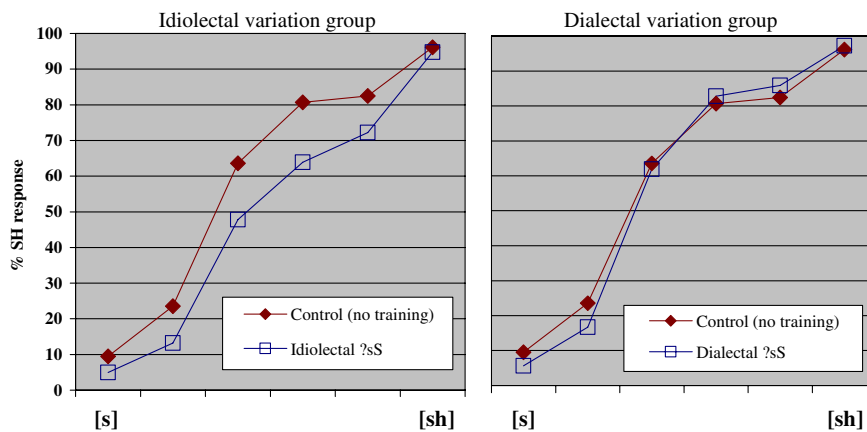 Idiolectal variation group
Dialectal variation group
% SH response
100
90
80
70
60
50
40
30
20
10
0
Control (no training)
Idiolectal ?sS
Control (no training)
Dialectal ?sS
[s]
[sh]
[s]
[sh]